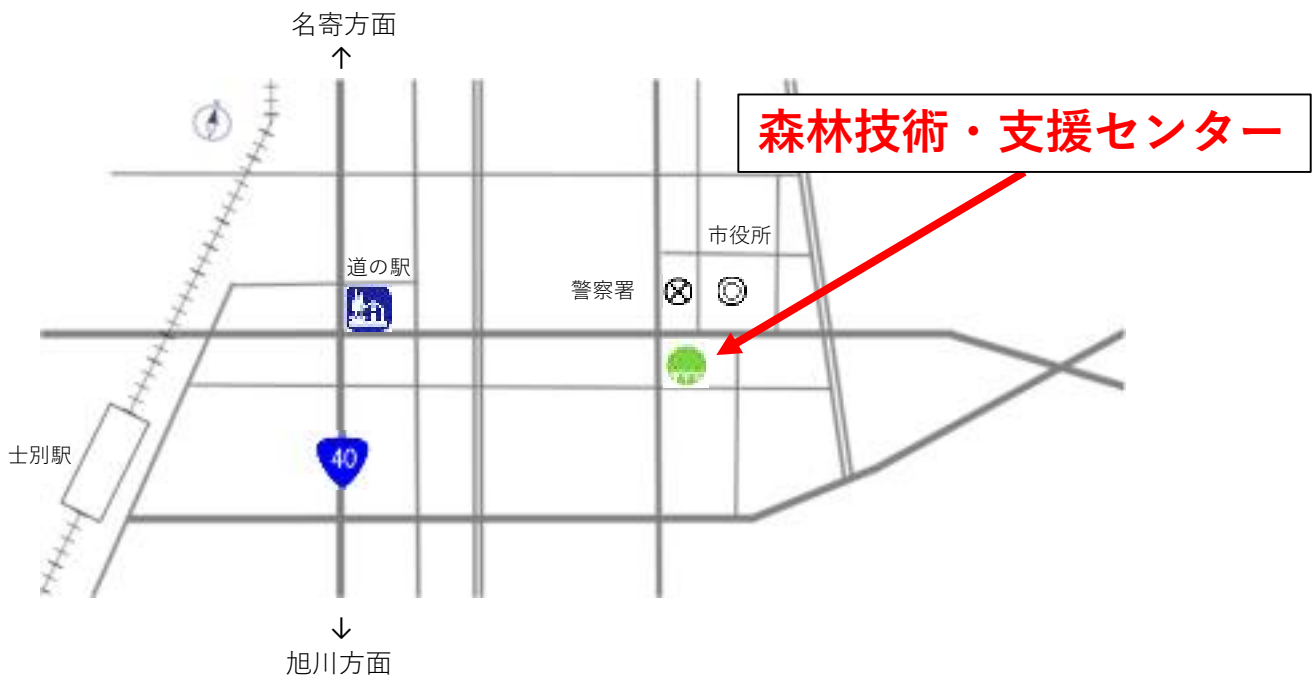 名寄方面
↑
森林技術・支援センター
市役所
道の駅
警察署
士別駅
40
↓
旭川方面